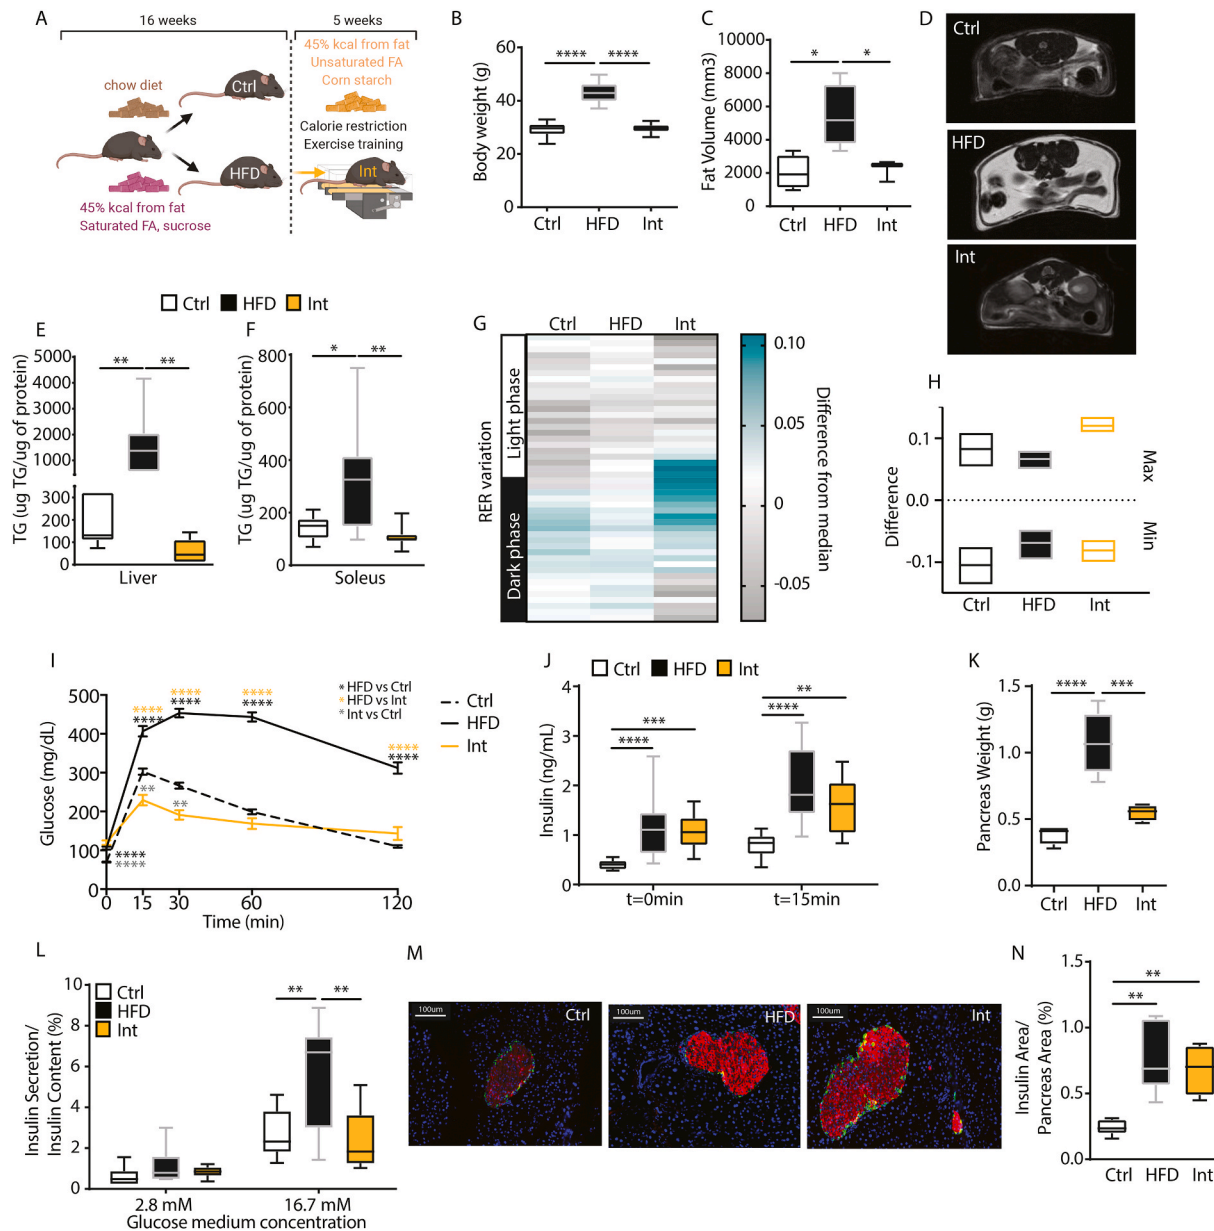 A
16 weeks
5 weeks
45% kcal from fat
Unsaturated FA
Corn starch
chow diet
Ctrl
Calorie restriction
Exercise training
HFD
Int
45% kcal from fat
Saturated FA, sucrose
B
**** ****
Body weight (g)
60
40
20
0
Ctrl HFD Int
C
* *
Fat Volume (mm3)
10000
8000
6000
4000
2000
0
Ctrl HFD Int
D
Ctrl
HFD
Int
Ctrl HFD Int
E
** **
TG (ug TG/ug of protein)
5000
4000
3000
2000
1000
300
200
100
0
Liver
F
* **
TG (ug TG/ug of protein)
800
600
400
200
0
Soleus
G
Ctrl HFD Int
RER variation
Light phase
Dark phase
0.10
0.05
0
-0.05
Difference from median
H
Difference
0.1
0.0
-0.1
Max
Min
Ctrl HFD Int
I
Glucose (mg/dL)
500
400
300
200
100
0
**** **** ****
**** **** **** ****
** **
****
****
* HFD vs Ctrl
* HFD vs Int
* Int vs Ctrl
Ctrl
HFD
Int
0 15 30 60 120
Time (min)
J
Ctrl HFD Int
Insulin (ng/mL)
4
3
2
1
0
***
****
**
****
t=0min t=15min
K
**** ***
Pancreas Weight (g)
1.5
1.0
0.5
0.0
Ctrl HFD Int
L
Insulin Secretion/
Insulin Content (%)
10
8
6
4
2
0
Ctrl
HFD
Int
** **
2.8 mM 16.7 mM
Glucose medium concentration
M
100um
Ctrl
100um
HFD
100um
Int
N
**
**
Insulin Area/
Pancreas Area (%)
1.5
1.0
0.5
0.0
Ctrl HFD Int